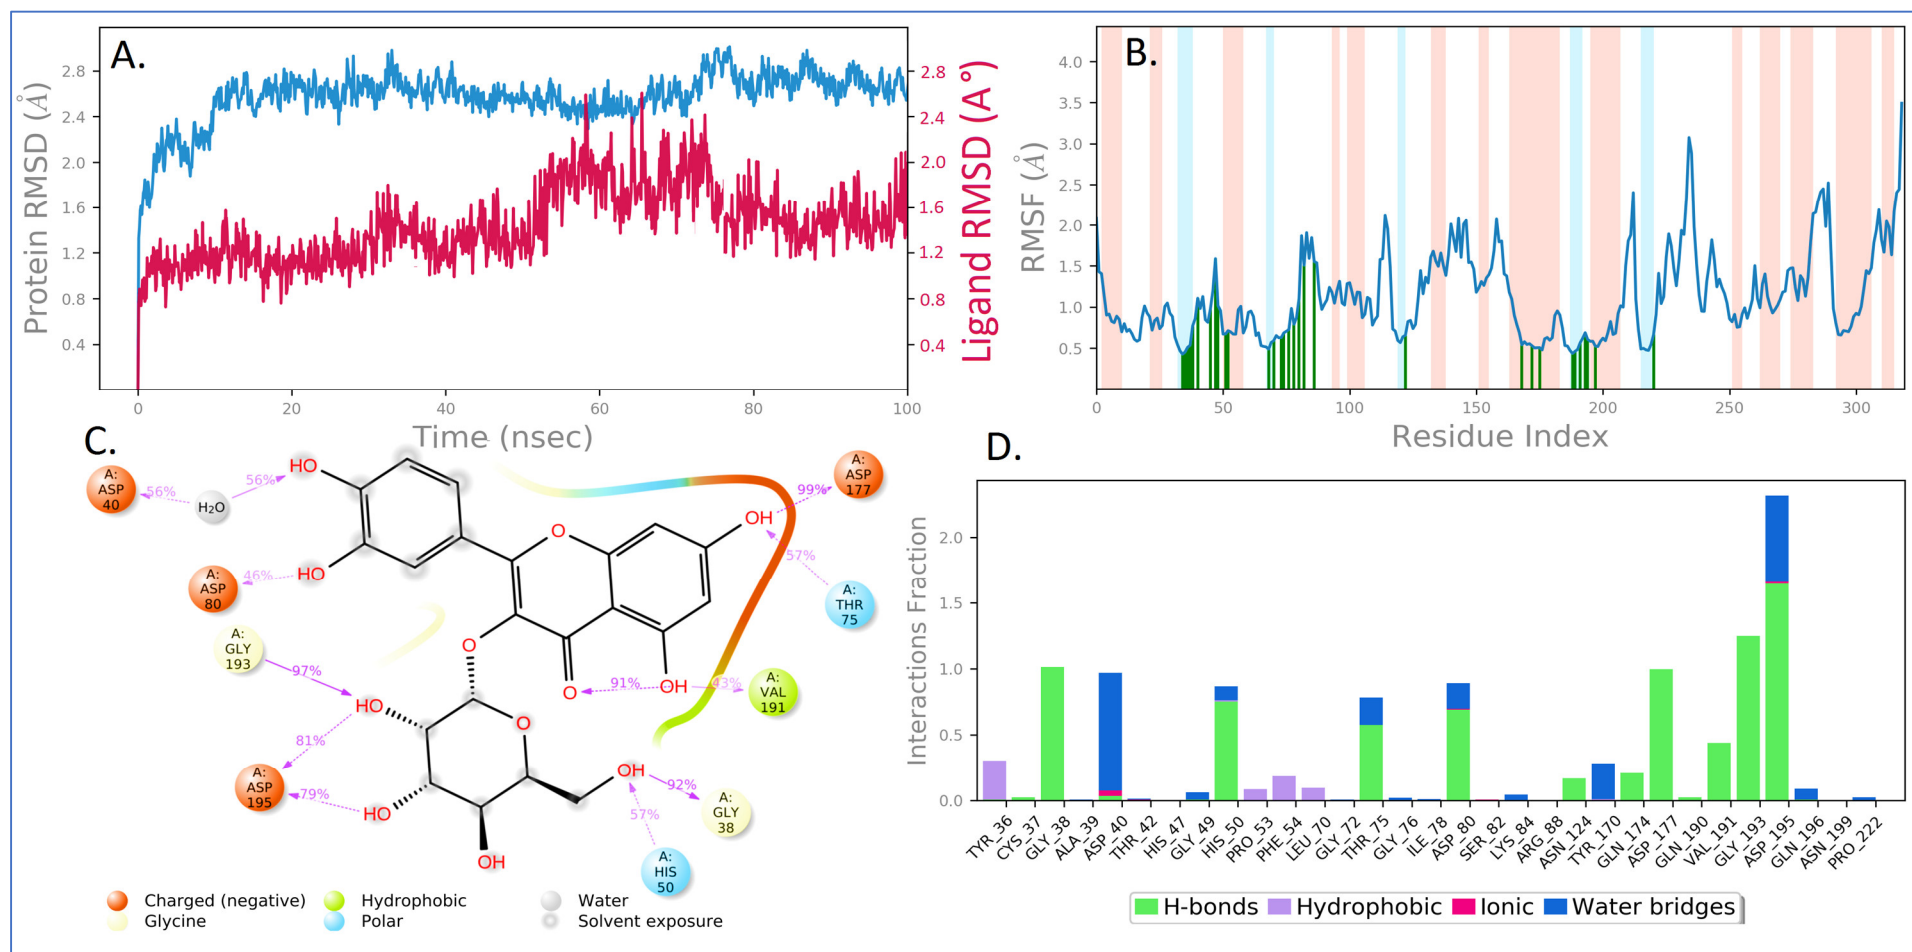 A.
Protein RMSD (Å)
2.8
2.4
2.0
1.6
1.2
0.8
0.4
0
20
40
60
80
100
Time (nsec)
2.8
2.4
2.0
1.6
1.2
0.8
0.4
Ligand RMSD (A°)
B.
RMSF (Å)
4.0
3.5
3.0
2.5
2.0
1.5
1.0
0.5
0
50
100
150
200
250
300
Residue Index
C.
A:
ASP
40
56%
H₂O
56%
HO
A:
ASP
80
46%
HO
O
OH
99%
A:
ASP
177
57%
A:
THR
75
A:
GLY
193
97%
HO
O
O
91%
OH
43%
A:
VAL
191
81%
O
A:
ASP
195
79%
HO
OH
92%
A:
GLY
38
57%
A:
HIS
50
OH
Charged (negative)
Glycine
Hydrophobic
Polar
Water
Solvent exposure
D.
Interactions Fraction
2.0
1.5
1.0
0.5
0.0
TYR_36
CYS_37
GLY_38
ALA_39
ASP_40
THR_42
HIS_47
GLY_49
HIS_50
PRO_53
PHE_54
LEU_70
GLY_72
THR_75
GLY_76
ILE_78
ASP_80
SER_82
LYS_84
ARG_88
ASN_124
TYR_170
GLN_174
ASP_177
GLN_190
VAL_191
GLY_193
ASP_195
GLN_196
ASN_199
PRO_222
H-bonds
Hydrophobic
Ionic
Water bridges